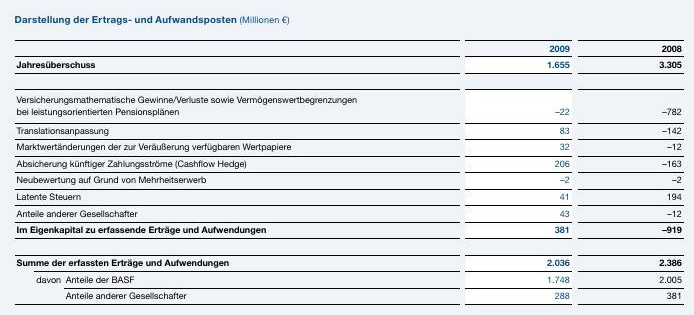 Darstellung der Ertrags- und Aufwandsposten (Millionen €)
2009 2008
Jahresüberschuss 1.655 3.305
Versicherungsmathematische Gewinne/Verluste sowie Vermögenswertbegrenzungen
bei leistungsorientierten Pensionsplänen –22 –782
Translationsanpassung 83 –142
Marktwertänderungen der zur Veräußerung verfügbaren Wertpapiere 32 –12
Absicherung künftiger Zahlungsströme (Cashflow Hedge) 206 –163
Neubewertung auf Grund von Mehrheitserwerb –2 –2
Latente Steuern 41 194
Anteile anderer Gesellschafter 43 –12
Im Eigenkapital zu erfassende Erträge und Aufwendungen 381 –919
Summe der erfassten Erträge und Aufwendungen 2.036 2.386
davon Anteile der BASF 1.748 2.005
Anteile anderer Gesellschafter 288 381